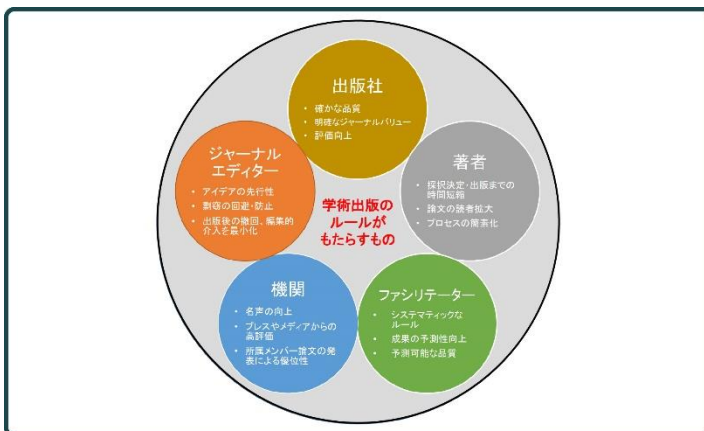 出版社
• 確かな品質
• 明確なジャーナルバリュー
• 評価向上
ジャーナル
エディター
• アイデアの先行性
• 剽窃の回避・防止
• 出版後の撤回、編集的
介入を最小化
著者
• 採択決定・出版までの
時間短縮
• 論文の読者拡大
• プロセスの簡素化
学術出版の
ルールが
もたらすもの
機関
• 名声の向上
• プレスやメディアからの
高評価
• 所属メンバー論文の発
表による優位性
ファシリテーター
• システマティックな
ルール
• 成果の予測性向上
• 予測可能な品質